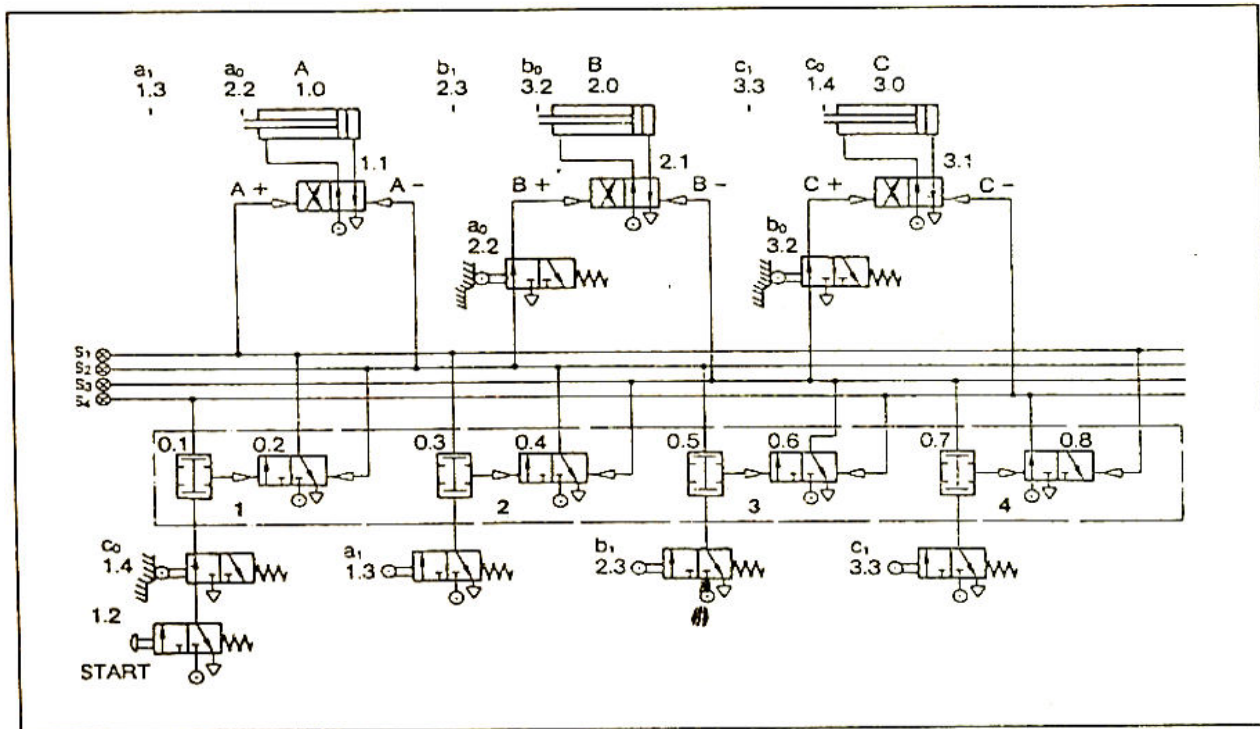 a₁ a₀ A b₁ b₀ B c₁ c₀ C
1.3 2.2 1.0 2.3 3.2 2.0 3.3 1.4 3.0
1.1 2.1 3.1
A + A − B + B − C + C −
a₀ b₀
2.2 3.2
S₁
S₂
S₃
S₄
0.1 0.2 0.3 0.4 0.5 0.6 0.7 0.8
1 2 3 4
c₀ a₁ b₁ c₁
1.4 1.3 2.3 3.3
1.2
START